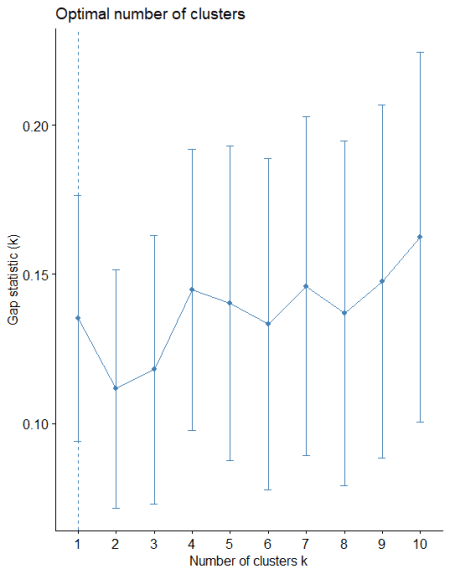 Optimal number of clusters
Gap statistic (k)
0.20
0.15
0.10
1 2 3 4 5 6 7 8 9 10
Number of clusters k